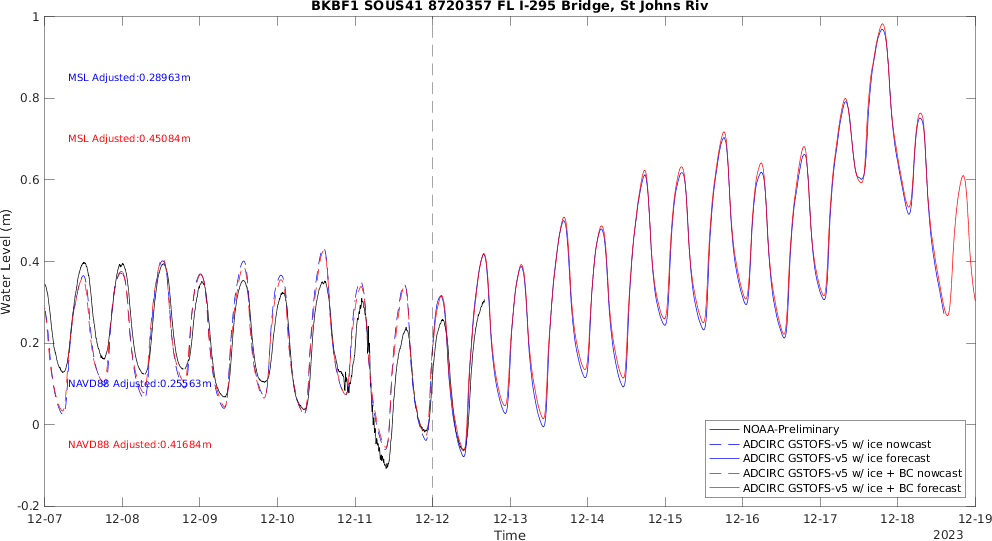 BKBF1 SOUS41 8720357 FL I-295 Bridge, St Johns Riv
Water Level (m)
1
0.8
0.6
0.4
0.2
0
-0.2
MSL Adjusted:0.28963m
MSL Adjusted:0.45084m
NAVD88 Adjusted:0.25563m
NAVD88 Adjusted:0.41684m
NOAA-Preliminary
ADCIRC GSTOFS-v5 w/ ice nowcast
ADCIRC GSTOFS-v5 w/ ice forecast
ADCIRC GSTOFS-v5 w/ ice + BC nowcast
ADCIRC GSTOFS-v5 w/ ice + BC forecast
12-07 12-08 12-09 12-10 12-11 12-12 12-13 12-14 12-15 12-16 12-17 12-18 12-19
Time
2023